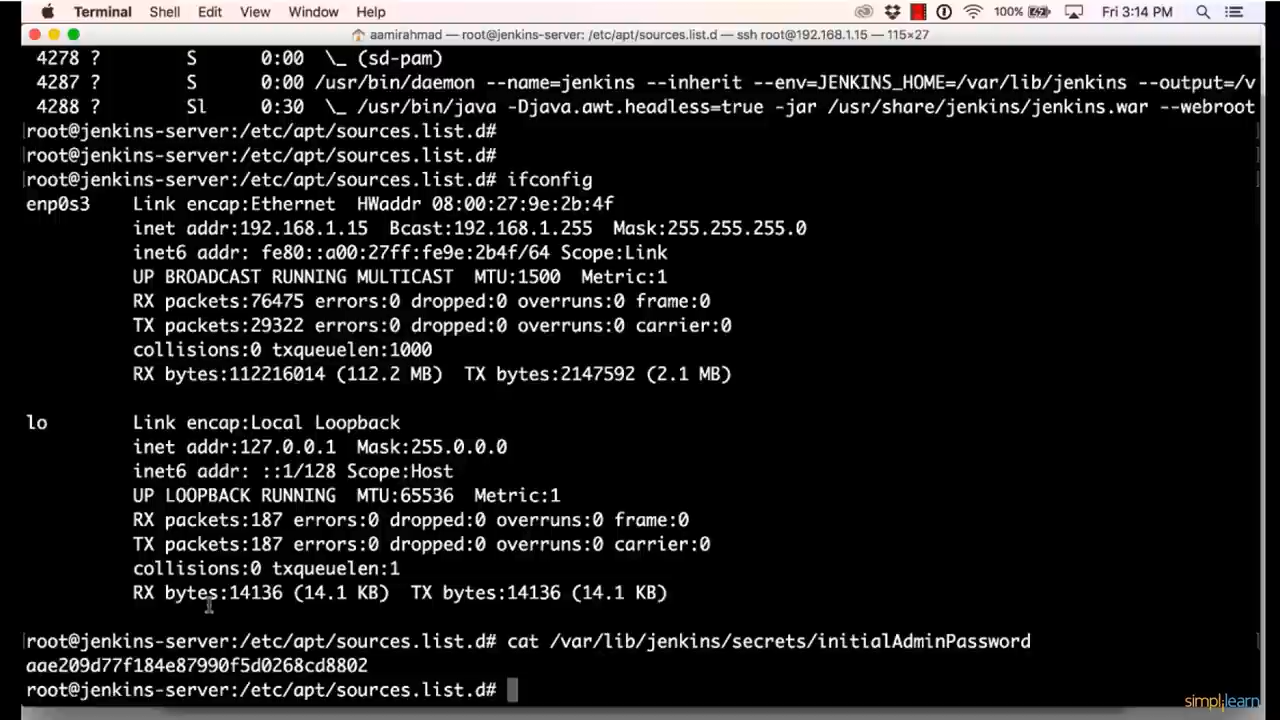 Terminal Shell Edit View Window Help 100% Fri 3:14 PM
aamirahmad — root@jenkins-server: /etc/apt/sources.list.d — ssh root@192.168.1.15 — 115×27
4278 ? S 0:00 \_ (sd-pam)
4287 ? S 0:00 /usr/bin/daemon --name=jenkins --inherit --env=JENKINS_HOME=/var/lib/jenkins --output=/v
4288 ? Sl 0:30 \_ /usr/bin/java -Djava.awt.headless=true -jar /usr/share/jenkins/jenkins.war --webroot
root@jenkins-server:/etc/apt/sources.list.d#
root@jenkins-server:/etc/apt/sources.list.d#
root@jenkins-server:/etc/apt/sources.list.d# ifconfig
enp0s3 Link encap:Ethernet HWaddr 08:00:27:9e:2b:4f
inet addr:192.168.1.15 Bcast:192.168.1.255 Mask:255.255.255.0
inet6 addr: fe80::a00:27ff:fe9e:2b4f/64 Scope:Link
UP BROADCAST RUNNING MULTICAST MTU:1500 Metric:1
RX packets:76475 errors:0 dropped:0 overruns:0 frame:0
TX packets:29322 errors:0 dropped:0 overruns:0 carrier:0
collisions:0 txqueuelen:1000
RX bytes:112216014 (112.2 MB) TX bytes:2147592 (2.1 MB)
lo Link encap:Local Loopback
inet addr:127.0.0.1 Mask:255.0.0.0
inet6 addr: ::1/128 Scope:Host
UP LOOPBACK RUNNING MTU:65536 Metric:1
RX packets:187 errors:0 dropped:0 overruns:0 frame:0
TX packets:187 errors:0 dropped:0 overruns:0 carrier:0
collisions:0 txqueuelen:1
RX bytes:14136 (14.1 KB) TX bytes:14136 (14.1 KB)
root@jenkins-server:/etc/apt/sources.list.d# cat /var/lib/jenkins/secrets/initialAdminPassword
aae209d77f184e87990f5d0268cd8802
root@jenkins-server:/etc/apt/sources.list.d#
simplilearn